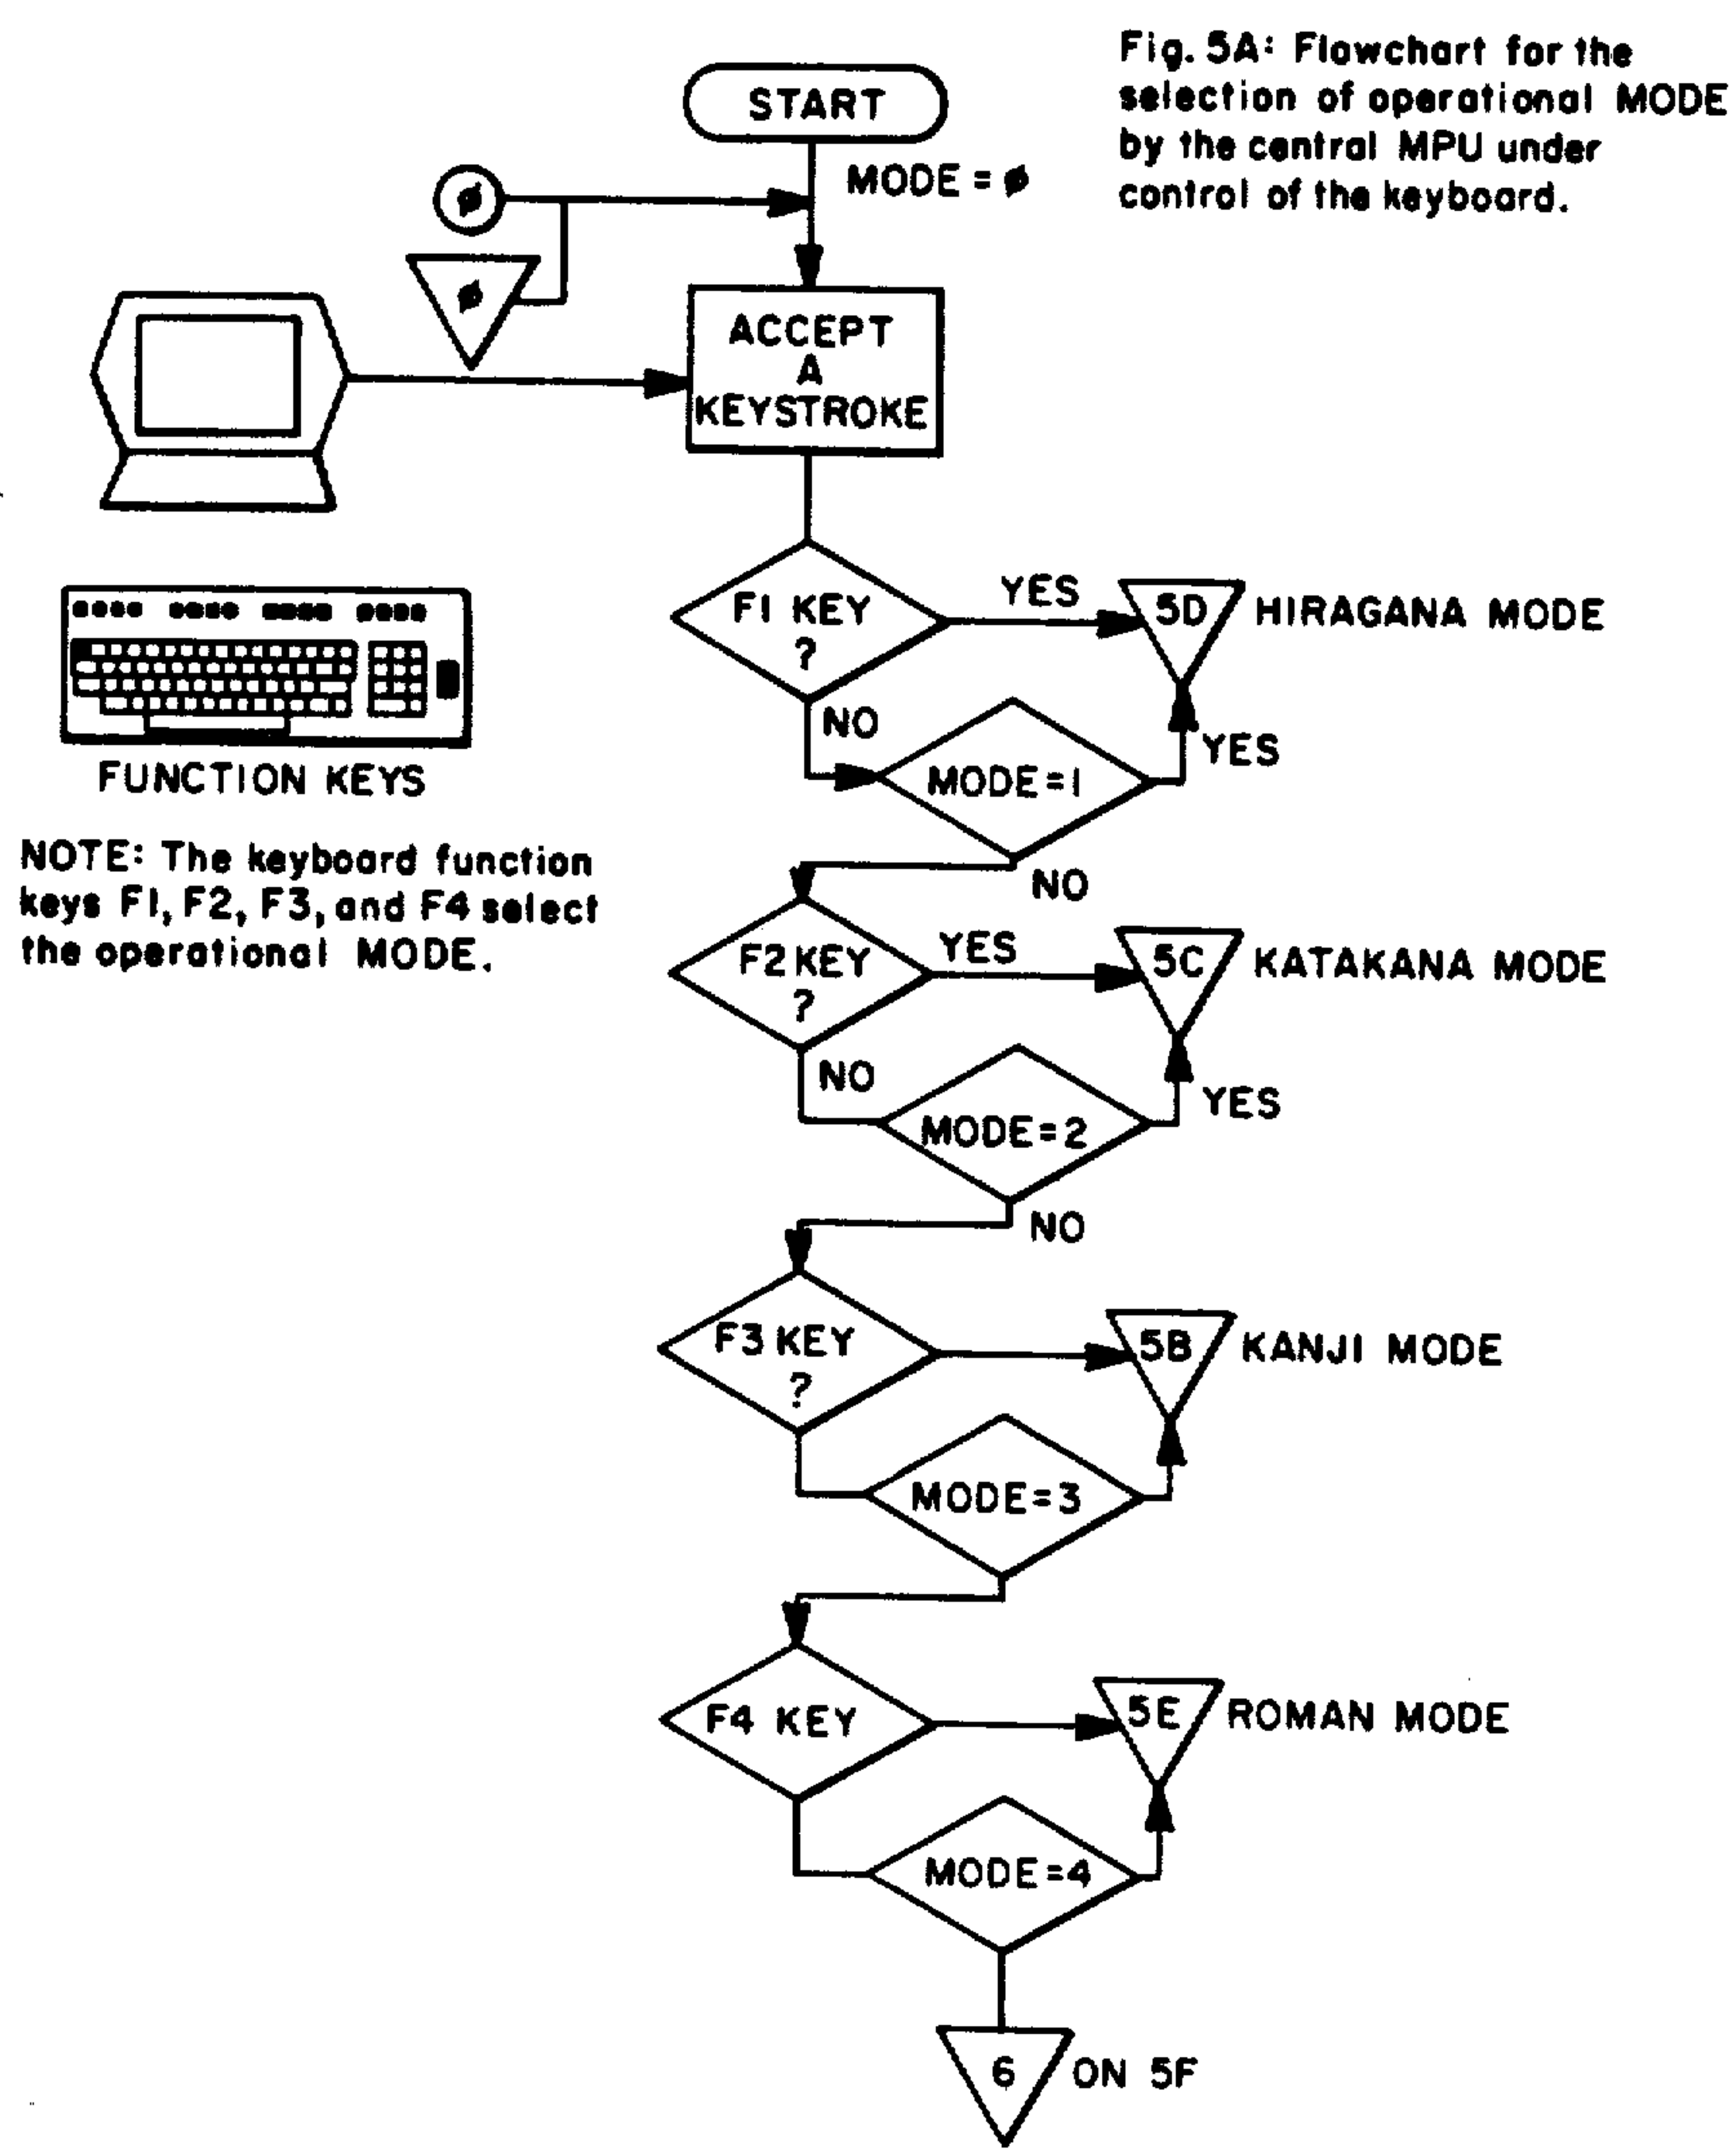 Fig. 5A: Flowchart for the
selection of operational MODE
by the central MPU under
control of the keyboard.
START
MODE = ø
ø
ø
ACCEPT
A
KEYSTROKE
F1 KEY
?
YES
5D
HIRAGANA MODE
NO
MODE=1
YES
NO
FUNCTION KEYS
NOTE: The keyboard function
keys F1, F2, F3, and F4 select
the operational MODE.
F2 KEY
?
YES
5C
KATAKANA MODE
NO
MODE=2
YES
NO
F3 KEY
?
5B
KANJI MODE
MODE=3
F4 KEY
5E
ROMAN MODE
MODE=4
6
ON 5F